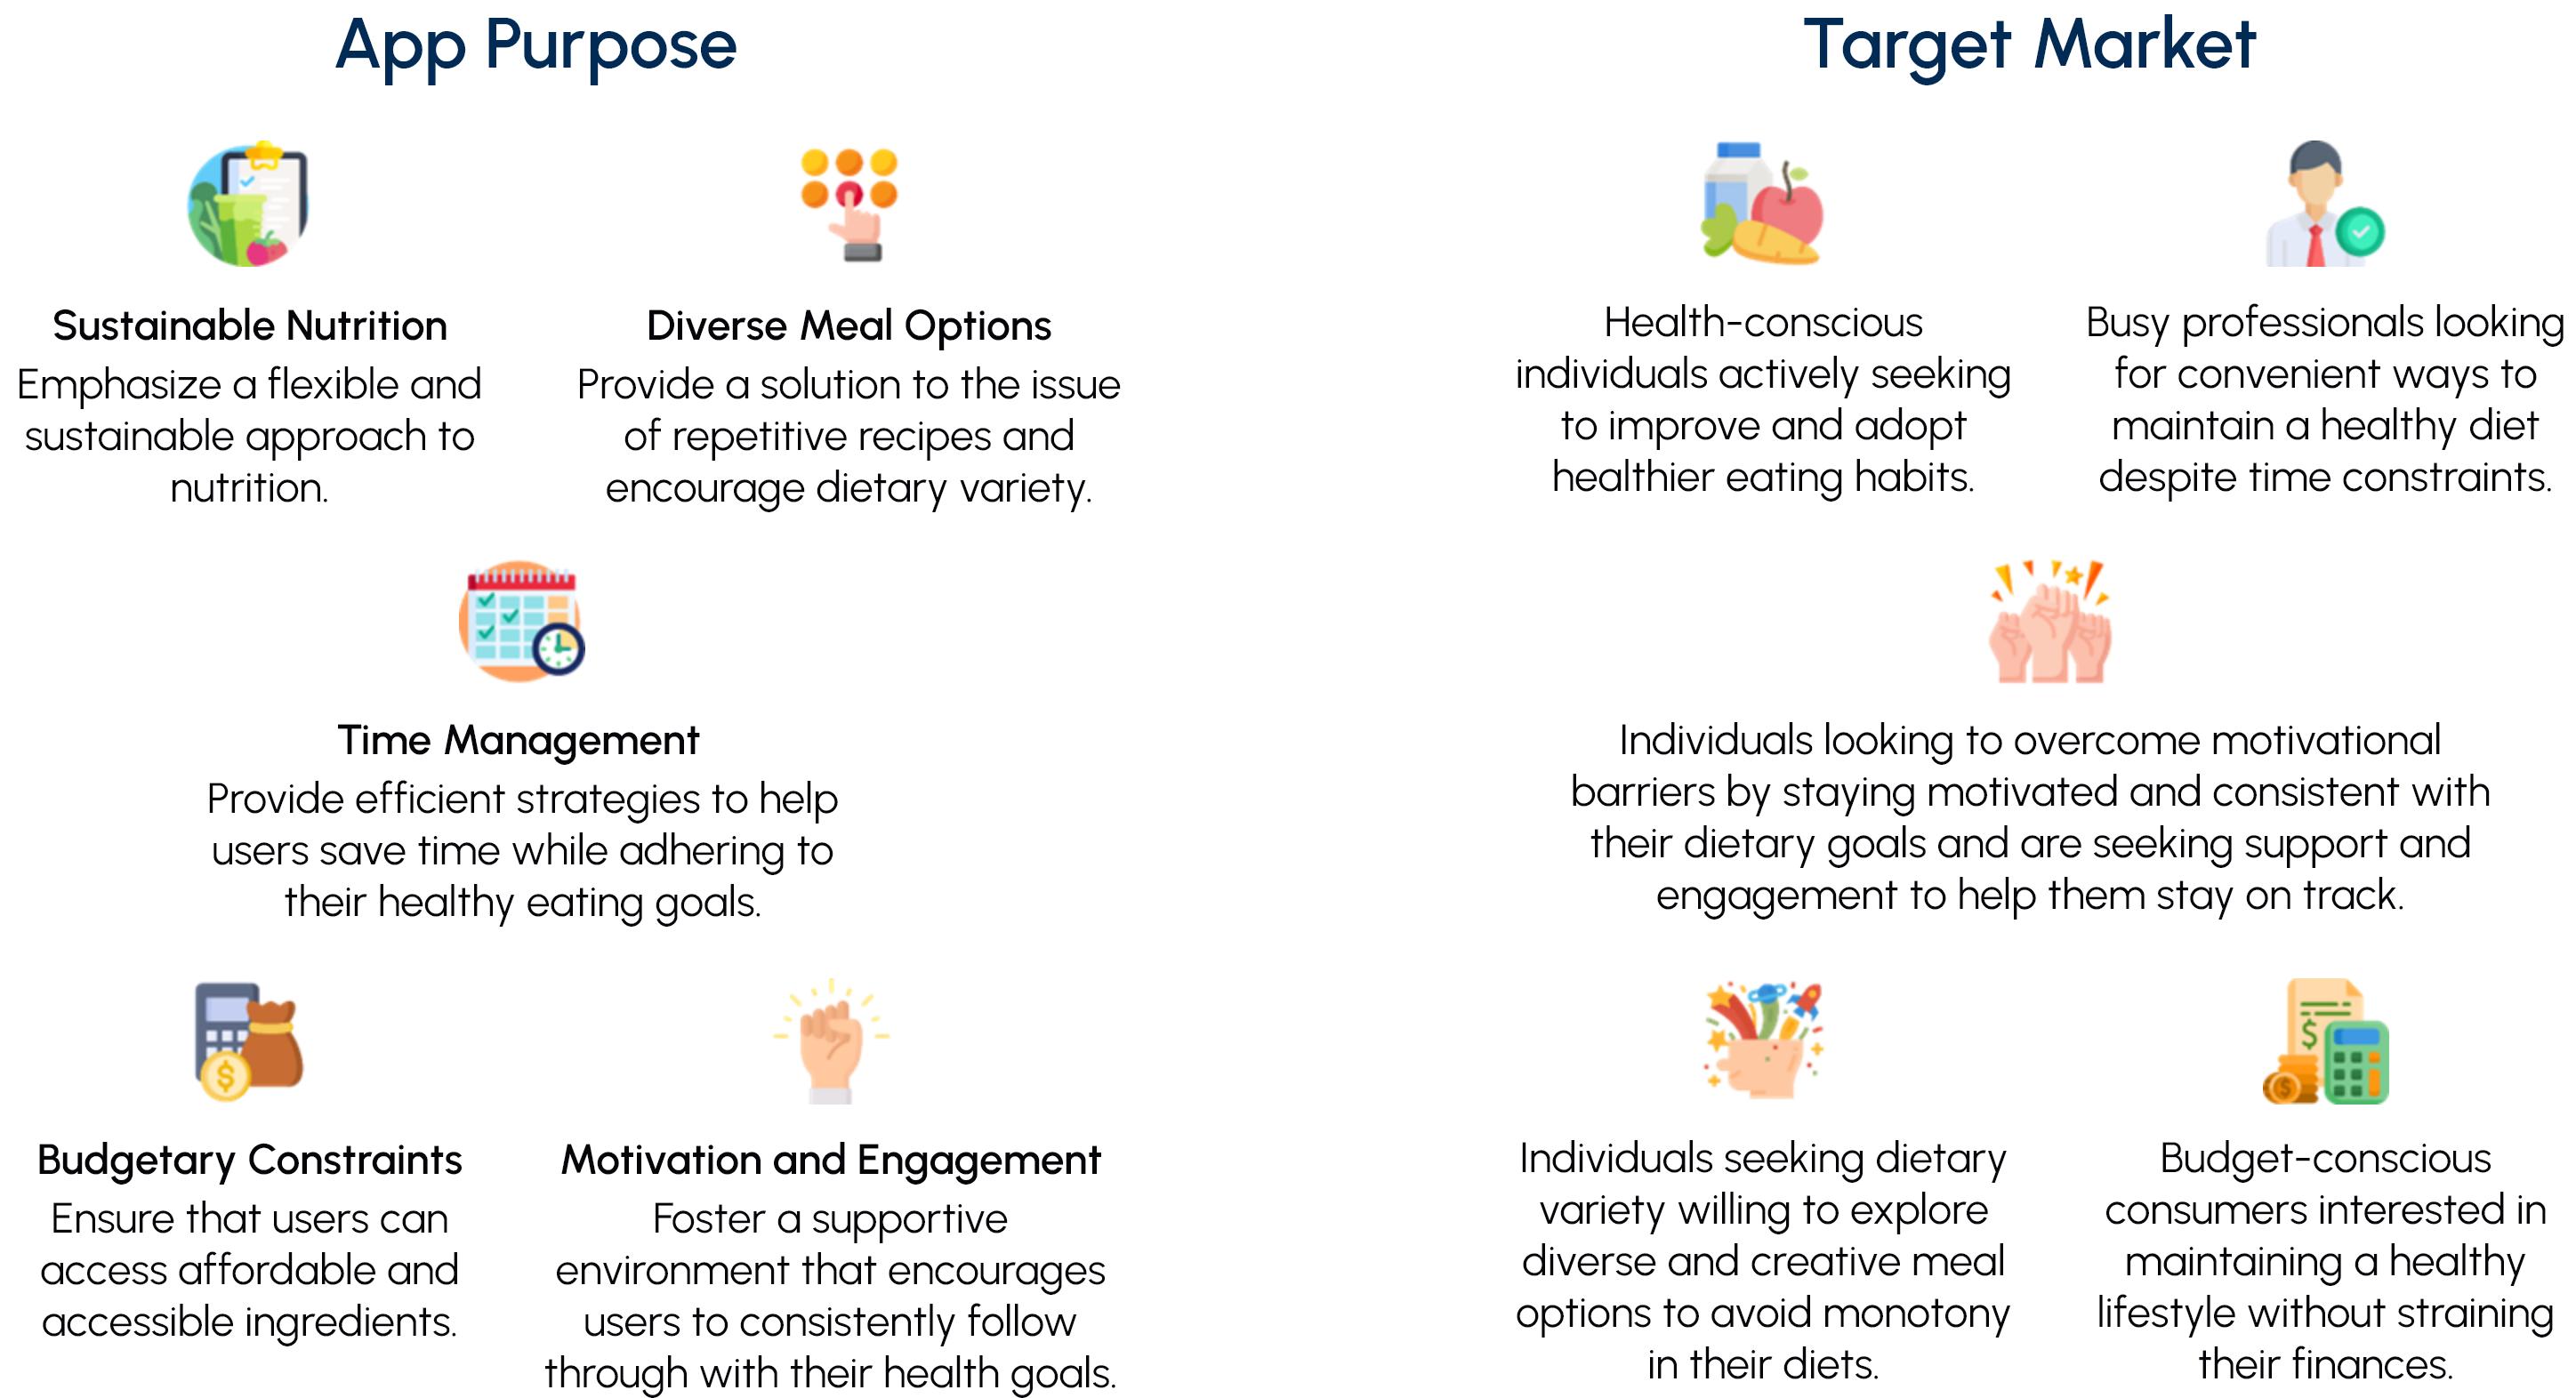 App Purpose
Sustainable Nutrition
Emphasize a flexible and
sustainable approach to
nutrition.
Diverse Meal Options
Provide a solution to the issue
of repetitive recipes and
encourage dietary variety.
Time Management
Provide efficient strategies to help
users save time while adhering to
their healthy eating goals.
Budgetary Constraints
Ensure that users can
access affordable and
accessible ingredients.
Motivation and Engagement
Foster a supportive
environment that encourages
users to consistently follow
through with their health goals.
Target Market
Health-conscious
individuals actively seeking
to improve and adopt
healthier eating habits.
Busy professionals looking
for convenient ways to
maintain a healthy diet
despite time constraints.
Individuals looking to overcome motivational
barriers by staying motivated and consistent with
their dietary goals and are seeking support and
engagement to help them stay on track.
Individuals seeking dietary
variety willing to explore
diverse and creative meal
options to avoid monotony
in their diets.
Budget-conscious
consumers interested in
maintaining a healthy
lifestyle without straining
their finances.